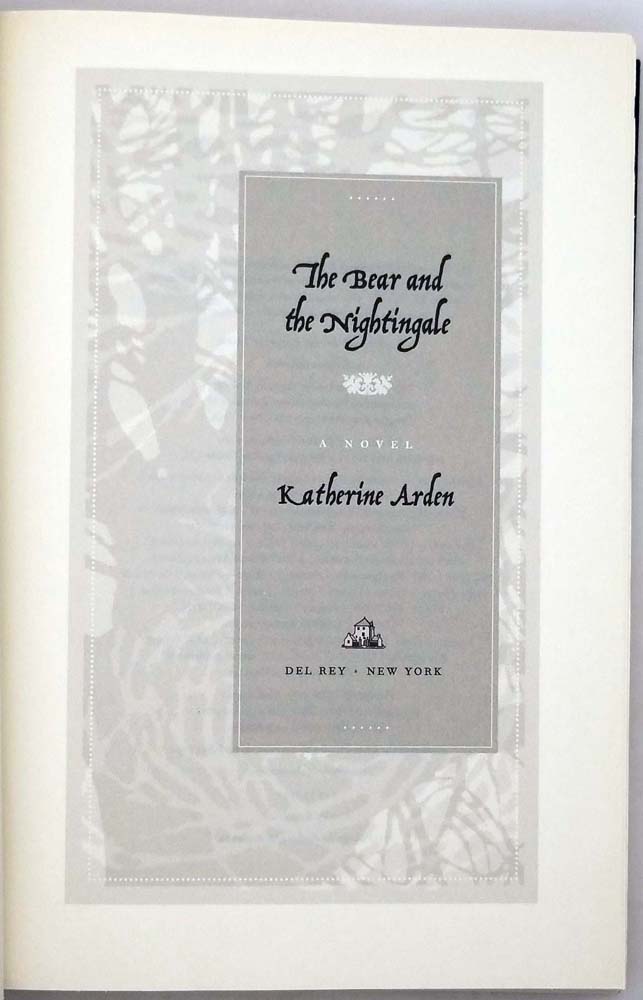 The Bear and
the Nightingale
A NOVEL
Katherine Arden
DEL REY • NEW YORK